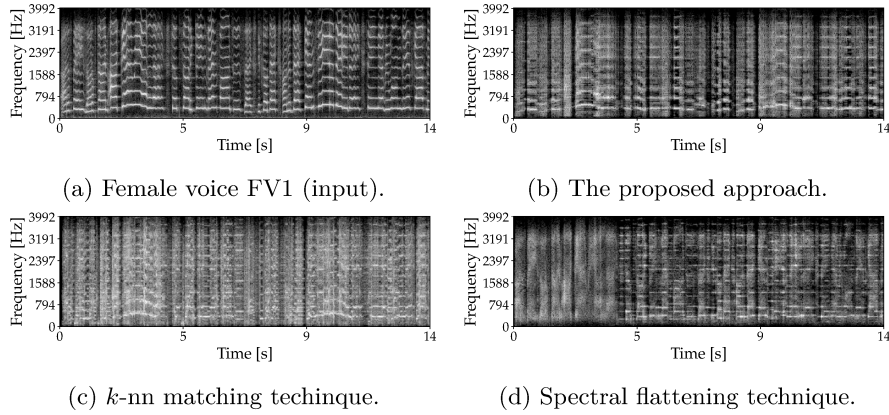 3992
3191
2397
1588
794
0
Frequency [Hz]
0 5 9 14
Time [s]
(a) Female voice FV1 (input).
3992
3191
2397
1588
794
0
Frequency [Hz]
0 5 9 14
Time [s]
(b) The proposed approach.
3992
3191
2397
1588
794
0
Frequency [Hz]
0 5 9 14
Time [s]
(c) k-nn matching techinque.
3992
3191
2397
1588
794
0
Frequency [Hz]
0 5 9 14
Time [s]
(d) Spectral flattening technique.